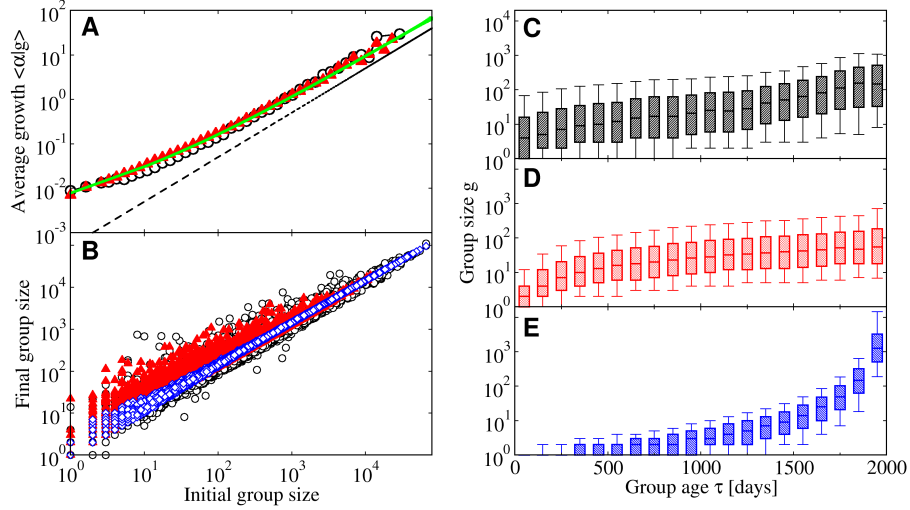 A
10^2
10^1
10^0
10^-1
10^-2
10^-3
Average growth <α|g>
B
10^4
10^3
10^2
10^1
10^0
Final group size
10^0 10^1 10^2 10^3 10^4
Initial group size
C
10^4
10^3
10^2
10^1
10^0
D
10^2
10^1
10^0
Group size g
E
10^3
10^2
10^1
10^0
0 500 1000 1500 2000
Group age τ [days]